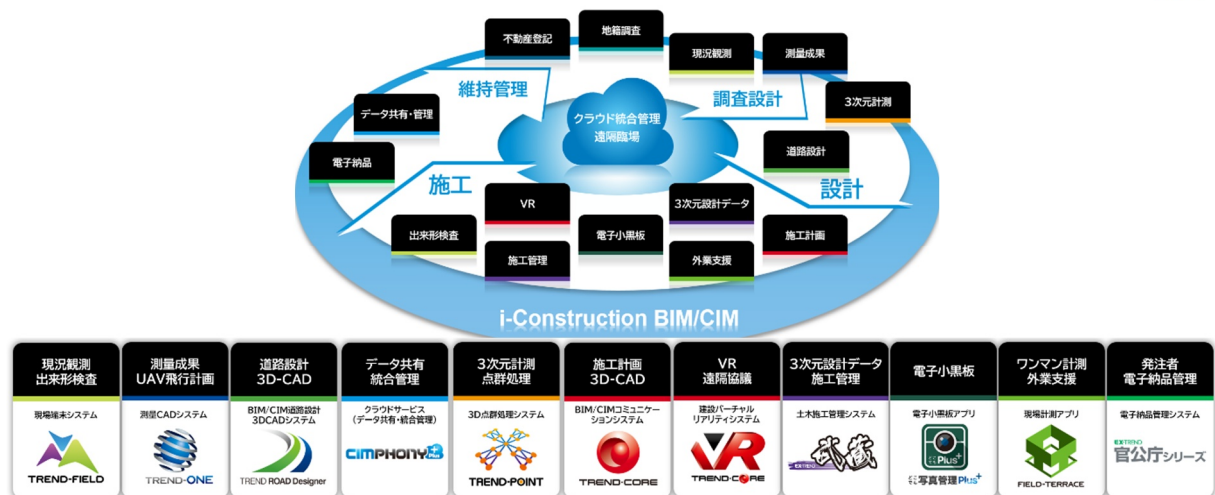 不動産登記
地籍調査
現況観測
測量成果
維持管理
調査設計
3次元計測
データ共有・管理
クラウド統合管理
遠隔臨場
電子納品
道路設計
施工
設計
VR
3次元設計データ
出来形検査
電子小黒板
施工計画
施工管理
外業支援
i-Construction BIM/CIM
現況観測
出来形検査
現場端末システム
TREND-FIELD
測量成果
UAV飛行計画
測量CADシステム
TREND-ONE
道路設計
3D-CAD
BIM/CIM道路設計
3DCADシステム
TREND ROAD Designer
データ共有
統合管理
クラウドサービス
(データ共有・統合管理)
CIMPHONY Plus
3次元計測
点群処理
3D点群処理システム
TREND-POINT
施工計画
3D-CAD
BIM/CIMコミュニケー
ションシステム
TREND-CORE
VR
遠隔協議
建設バーチャル
リアリティシステム
VR
TREND-CORE
3次元設計データ
施工管理
土木施工管理システム
EX-TREND
武蔵
電子小黒板
電子小黒板アプリ
どこでも
Plus+
どこでも写真管理Plus+
ワンマン計測
外業支援
現場計測アプリ
FIELD-TERRACE
発注者
電子納品管理
電子納品管理システム
EXTREND
官公庁シリーズ